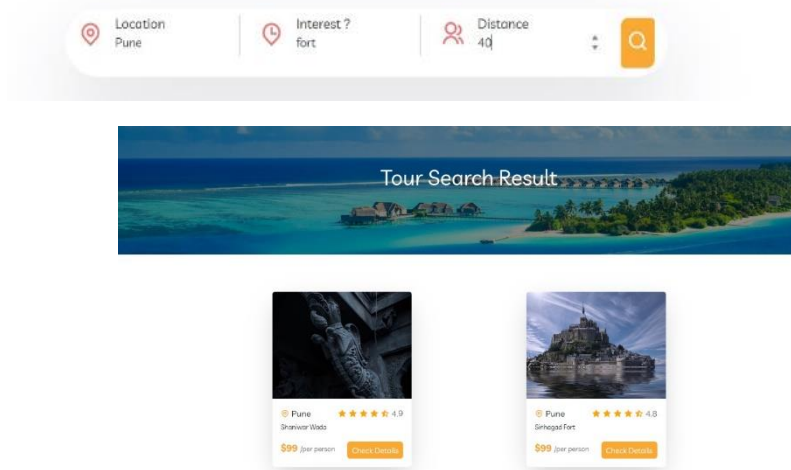 Location
Pune
Interest ?
fort
Distance
40
Tour Search Result
Pune 4.9
Shaniwar Wada
$99 /per person Check Details
Pune 4.8
Sinhagad Fort
$99 /per person Check Details